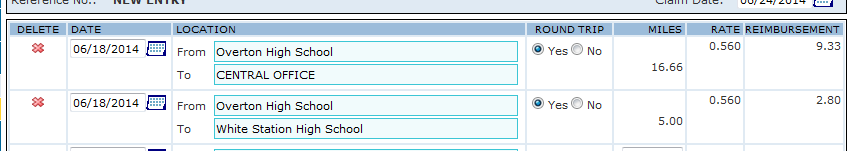 Reference No.: NEW ENTRY Claim Date: 06/24/2014
DELETE DATE LOCATION ROUND TRIP MILES RATE REIMBURSEMENT
06/18/2014 From Overton High School Yes No 0.560 9.33
To CENTRAL OFFICE 16.66
06/18/2014 From Overton High School Yes No 0.560 2.80
To White Station High School 5.00